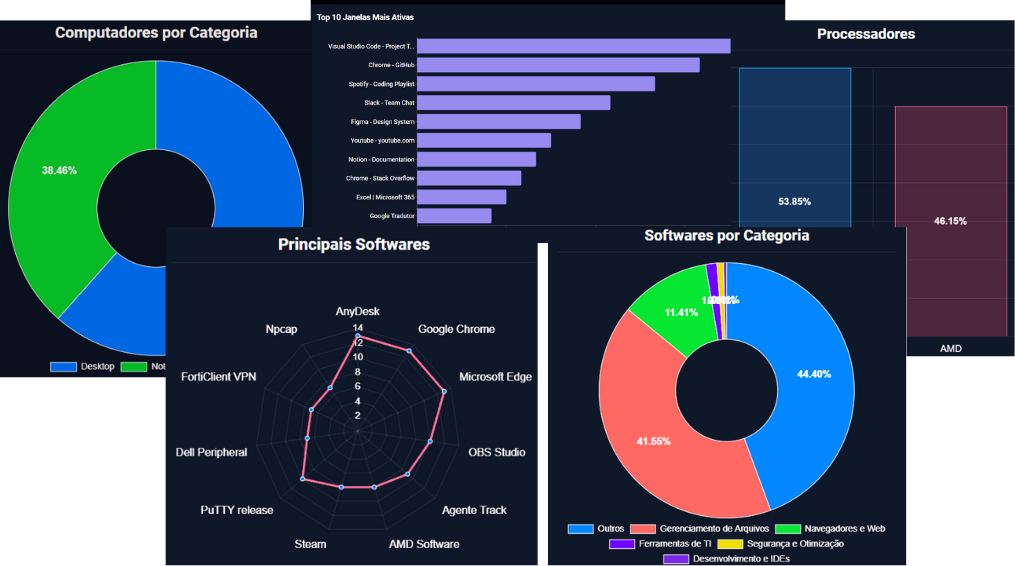 Computadores por Categoria
38.46%
Desktop
Top 10 Janelas Mais Ativas
Visual Studio Code - Project T...
Chrome - GitHub
Spotify - Coding Playlist
Slack - Team Chat
Figma - Design System
Youtube - youtube.com
Notion - Documentation
Chrome - Stack Overflow
Excel | Microsoft 365
Google Tradutor
Processadores
53.85%
46.15%
AMD
Principais Softwares
AnyDesk
Google Chrome
Microsoft Edge
OBS Studio
Agente Track
AMD Software
Steam
PuTTY release
Dell Peripheral
FortiClient VPN
Npcap
14
12
10
8
6
4
2
Softwares por Categoria
11.41%
44.40%
41.55%
Outros Gerenciamento de Arquivos Navegadores e Web
Ferramentas de TI Segurança e Otimização
Desenvolvimento e IDEs